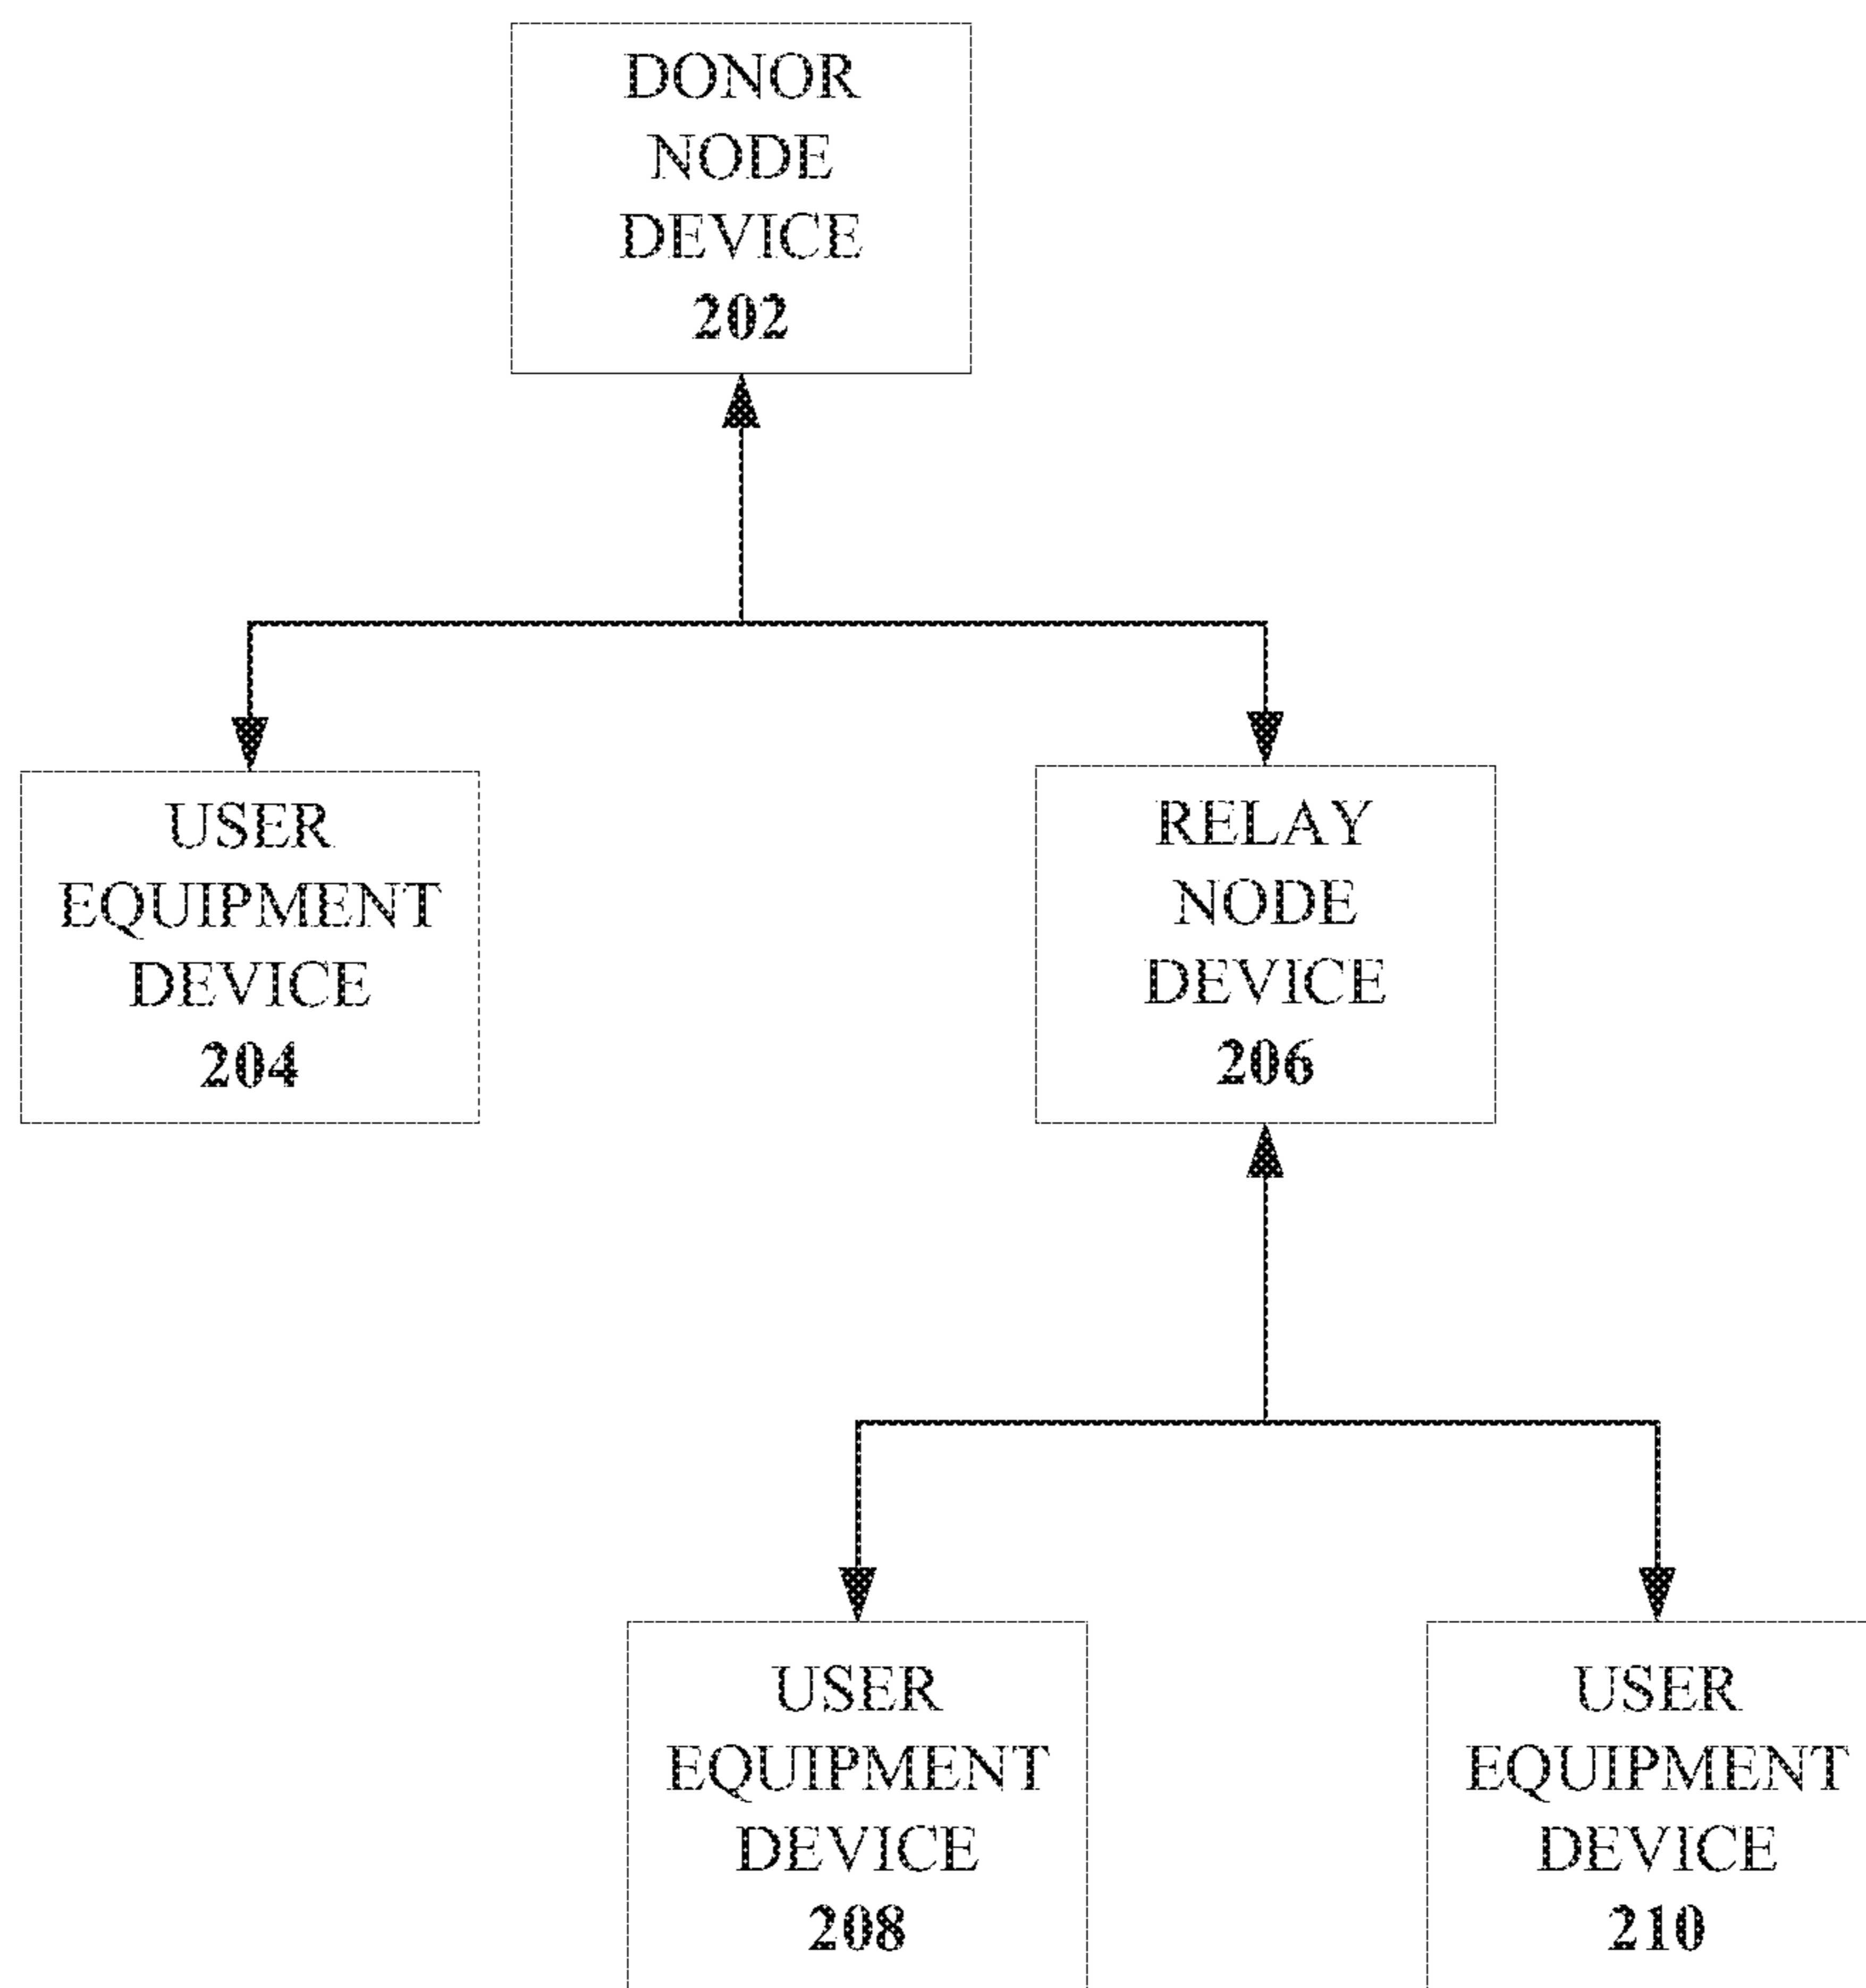 DONOR
NODE
DEVICE
202
USER
EQUIPMENT
DEVICE
204
RELAY
NODE
DEVICE
206
USER
EQUIPMENT
DEVICE
208
USER
EQUIPMENT
DEVICE
210